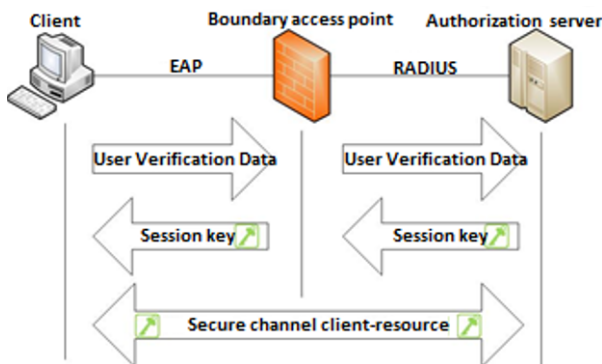 Client
Boundary access point
Authorization server
EAP
RADIUS
User Verification Data
User Verification Data
Session key
Session key
Secure channel client-resource